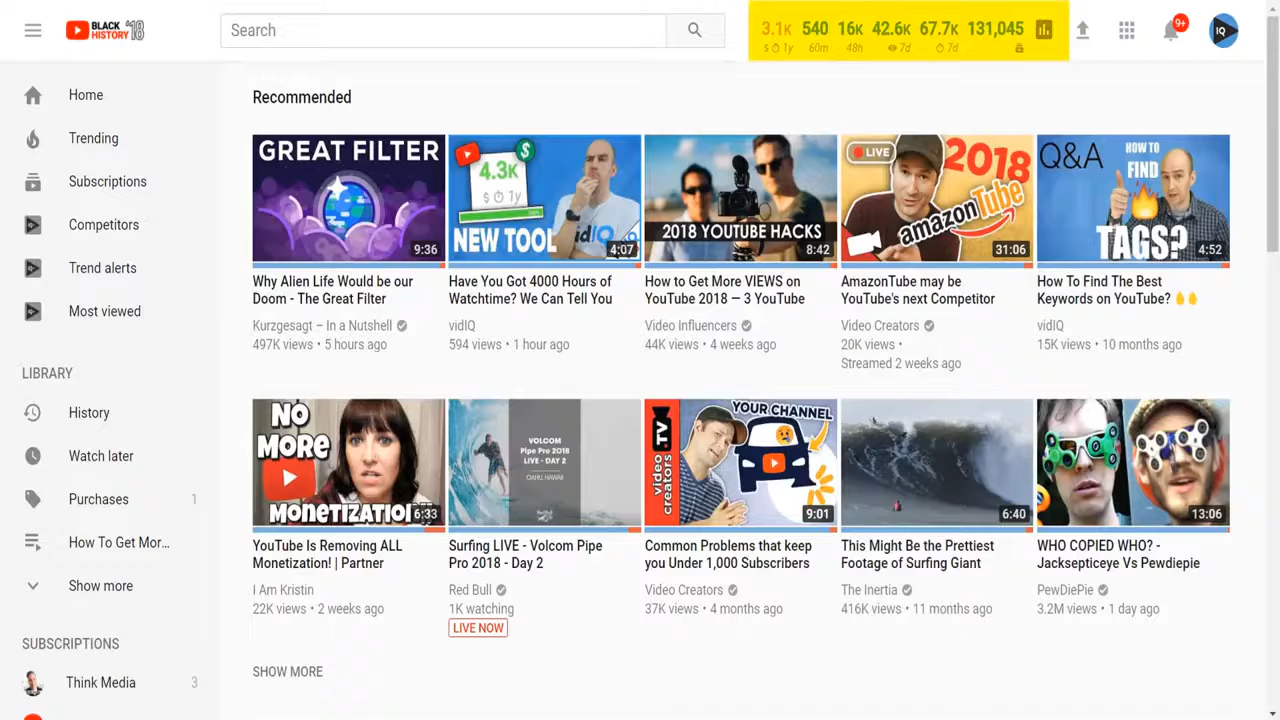 BLACK HISTORY '18
Search
3.1K 540 16K 42.6K 67.7K 131,045
$ 1y 60m 48h 7d 7d
9+
IQ
Home
Trending
Subscriptions
Competitors
Trend alerts
Most viewed
LIBRARY
History
Watch later
Purchases 1
How To Get Mor...
Show more
SUBSCRIPTIONS
Think Media 3
Recommended
GREAT FILTER
9:36
Why Alien Life Would be our
Doom - The Great Filter
Kurzgesagt – In a Nutshell
497K views • 5 hours ago
$
4.3K
$ 1y
NEW TOOL
vidIQ
4:07
Have You Got 4000 Hours of
Watchtime? We Can Tell You
vidIQ
594 views • 1 hour ago
2018 YOUTUBE HACKS
8:42
How to Get More VIEWS on
YouTube 2018 — 3 YouTube
Video Influencers
44K views • 4 weeks ago
LIVE
2018
amazonTube
31:06
AmazonTube may be
YouTube's next Competitor
Video Creators
20K views •
Streamed 2 weeks ago
Q&A
HOW TO
FIND
TAGS?
4:52
How To Find The Best
Keywords on YouTube?
vidIQ
15K views • 10 months ago
NO
MORE
MONETIZATION
6:33
YouTube Is Removing ALL
Monetization! | Partner
I Am Kristin
22K views • 2 weeks ago
VOLCOM
Pipe Pro 2018
LIVE - DAY 2
OAHU, HAWAII
Surfing LIVE - Volcom Pipe
Pro 2018 - Day 2
Red Bull
1K watching
LIVE NOW
video creators .TV
YOUR CHANNEL
9:01
Common Problems that keep
you Under 1,000 Subscribers
Video Creators
37K views • 4 months ago
6:40
This Might Be the Prettiest
Footage of Surfing Giant
The Inertia
416K views • 11 months ago
13:06
WHO COPIED WHO? -
Jacksepticeye Vs Pewdiepie
PewDiePie
3.2M views • 1 day ago
SHOW MORE